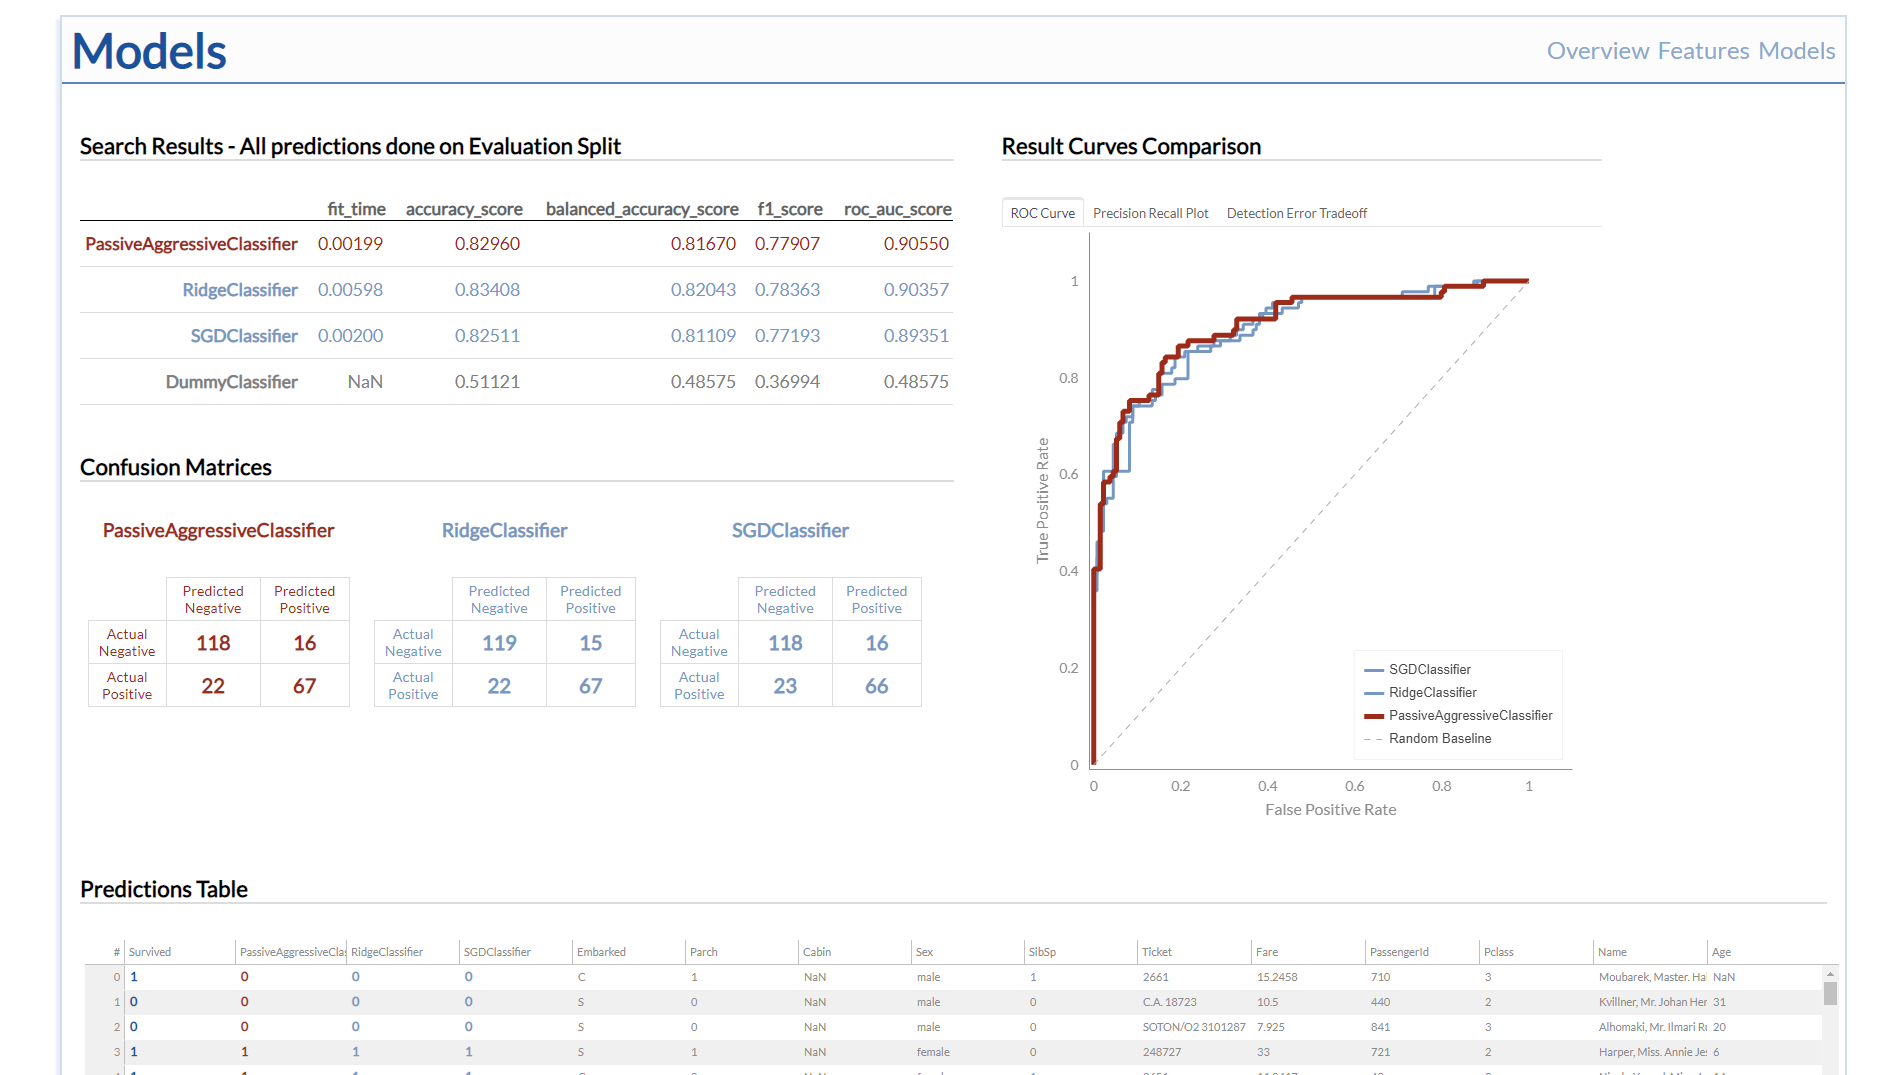 Models
Overview Features Models
Search Results - All predictions done on Evaluation Split
fit_time accuracy_score balanced_accuracy_score f1_score roc_auc_score
PassiveAggressiveClassifier 0.00199 0.82960 0.81670 0.77907 0.90550
RidgeClassifier 0.00598 0.83408 0.82043 0.78363 0.90357
SGDClassifier 0.00200 0.82511 0.81109 0.77193 0.89351
DummyClassifier NaN 0.51121 0.48575 0.36994 0.48575
Confusion Matrices
PassiveAggressiveClassifier
Predicted Negative Predicted Positive
Actual Negative 118 16
Actual Positive 22 67
RidgeClassifier
Predicted Negative Predicted Positive
Actual Negative 119 15
Actual Positive 22 67
SGDClassifier
Predicted Negative Predicted Positive
Actual Negative 118 16
Actual Positive 23 66
Result Curves Comparison
ROC Curve Precision Recall Plot Detection Error Tradeoff
True Positive Rate
1
0.8
0.6
0.4
0.2
0
0 0.2 0.4 0.6 0.8 1
False Positive Rate
SGDClassifier
RidgeClassifier
PassiveAggressiveClassifier
Random Baseline
Predictions Table
# Survived PassiveAggressiveClas RidgeClassifier SGDClassifier Embarked Parch Cabin Sex SibSp Ticket Fare PassengerId Pclass Name Age
0 1 0 0 0 C 1 NaN male 1 2661 15.2458 710 3 Moubarek, Master. Ha NaN
1 0 0 0 0 S 0 NaN male 0 C.A. 18723 10.5 440 2 Kvillner, Mr. Johan Her 31
2 0 0 0 0 S 0 NaN male 0 SOTON/O2 3101287 7.925 841 3 Alhomaki, Mr. Ilmari Ru 20
3 1 1 1 1 S 1 NaN female 0 248727 33 721 2 Harper, Miss. Annie Je 6